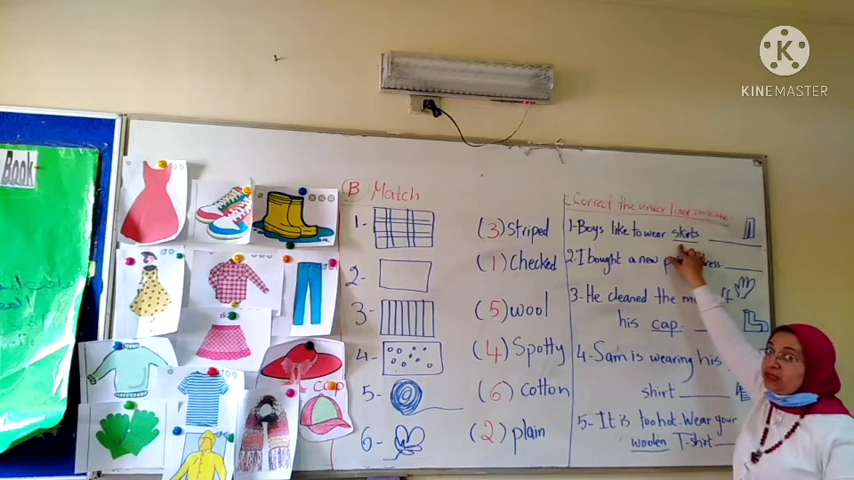 K
KINEMASTER
Book
B Match
1-
(3) striped
2-
(1) checked
3-
(5) wool
4-
(4) Spotty
5-
(6) cotton
6-
(2) plain
cap
Correct the under
1-Boys like to wear skirts
2-I bought a new
3-He cleaned the
his cap.
4-Sam is wearing his
shirt
5-It is too hot. Wear your
woolen T-shirt